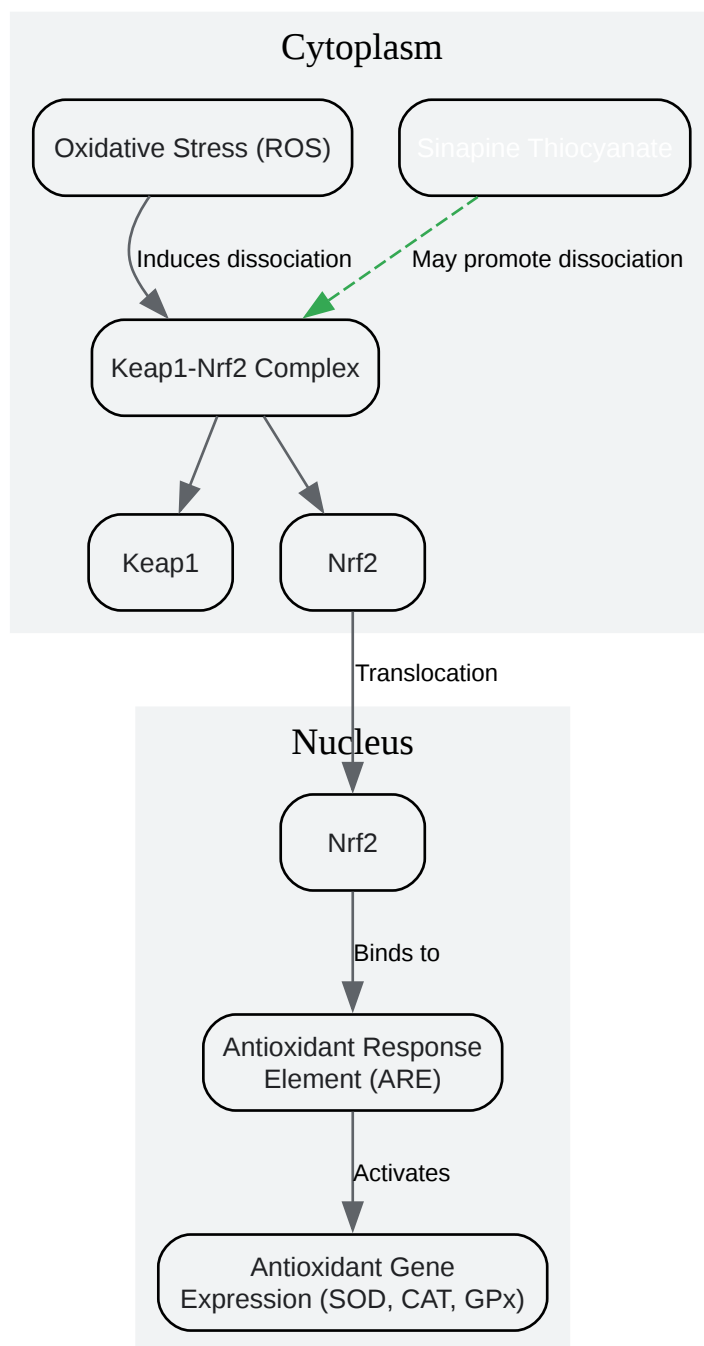 Cytoplasm
Oxidative Stress (ROS)
Sinapine Thiocyanate
Induces dissociation
May promote dissociation
Keap1-Nrf2 Complex
Keap1
Nrf2
Translocation
Nucleus
Nrf2
Binds to
Antioxidant Response
Element (ARE)
Activates
Antioxidant Gene
Expression (SOD, CAT, GPx)